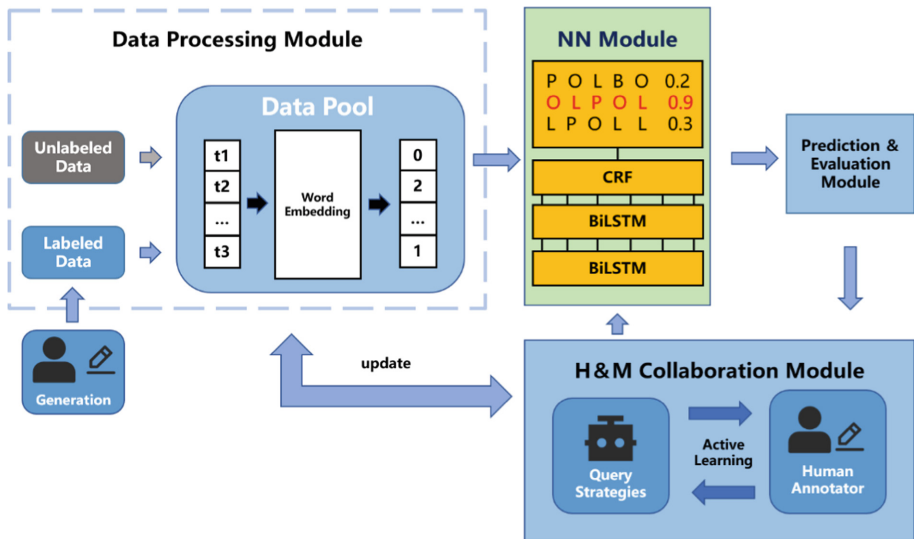 Data Processing Module
Data Pool
Unlabeled
Data
Labeled
Data
Generation
t1
t2
...
t3
Word
Embedding
0
2
...
1
NN Module
P O L B O 0.2
O L P O L 0.9
L P O L L 0.3
CRF
BiLSTM
BiLSTM
Prediction &
Evaluation
Module
update
H&M Collaboration Module
Query
Strategies
Active
Learning
Human
Annotator